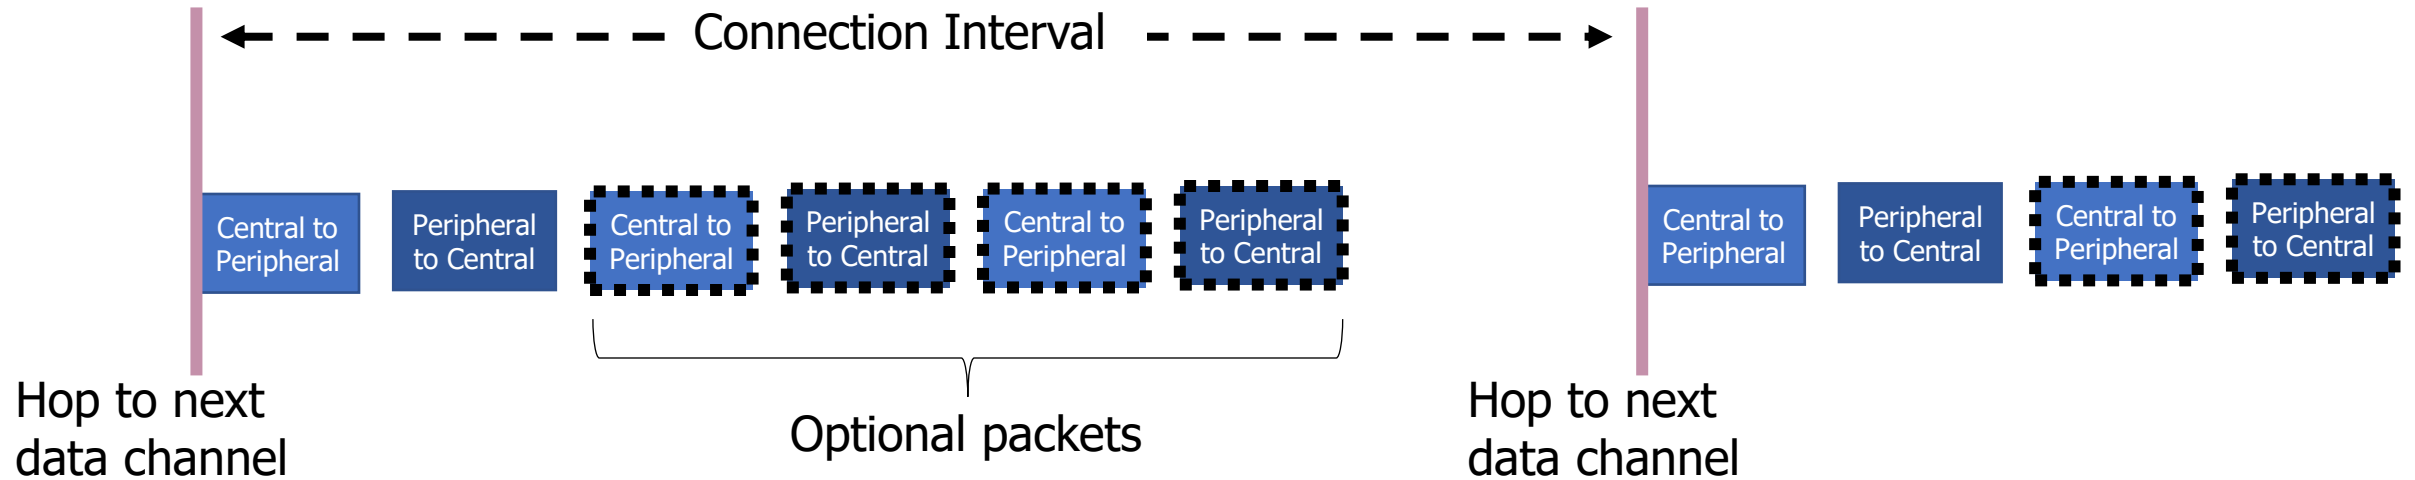 Connection Interval
Central to
Peripheral
Peripheral
to Central
Central to
Peripheral
Peripheral
to Central
Central to
Peripheral
Peripheral
to Central
Central to
Peripheral
Peripheral
to Central
Central to
Peripheral
Peripheral
to Central
Hop to next
data channel
Optional packets
Hop to next
data channel